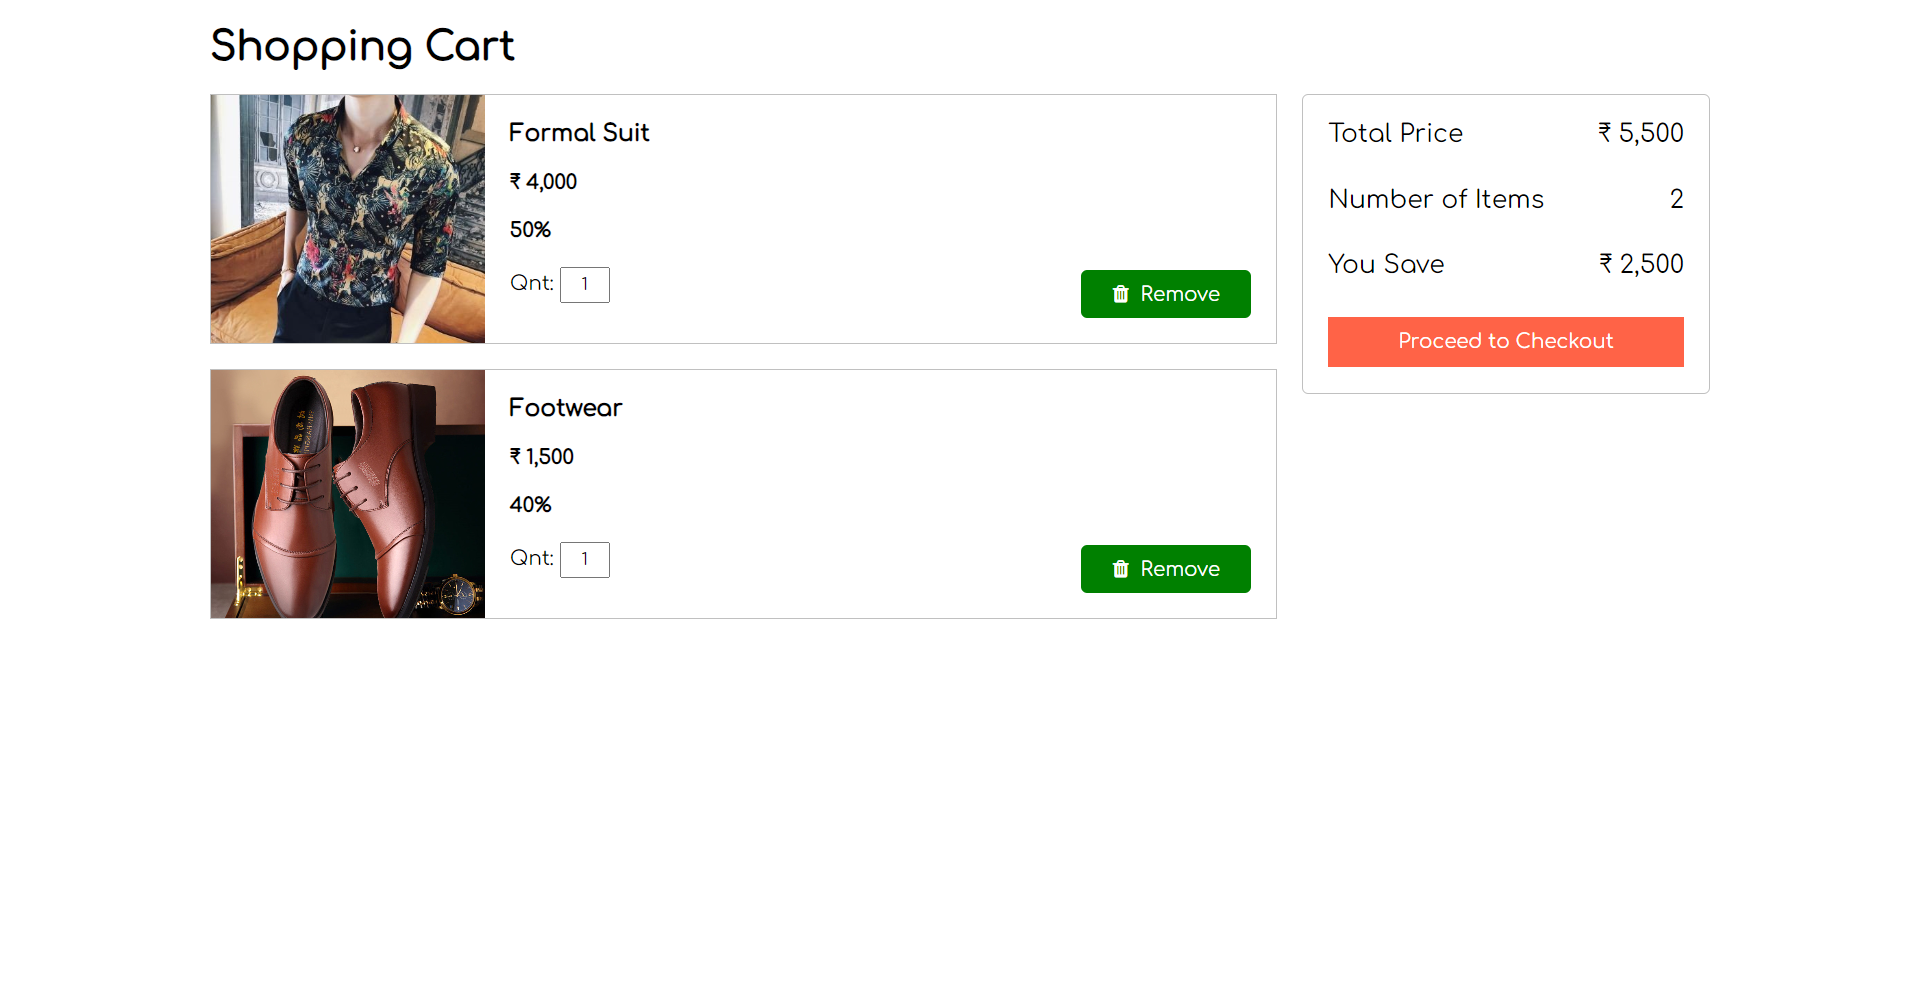 Shopping Cart
Formal Suit
₹ 4,000
50%
Qnt: 1
Remove
Footwear
₹ 1,500
40%
Qnt: 1
Remove
Total Price ₹ 5,500
Number of Items 2
You Save ₹ 2,500
Proceed to Checkout